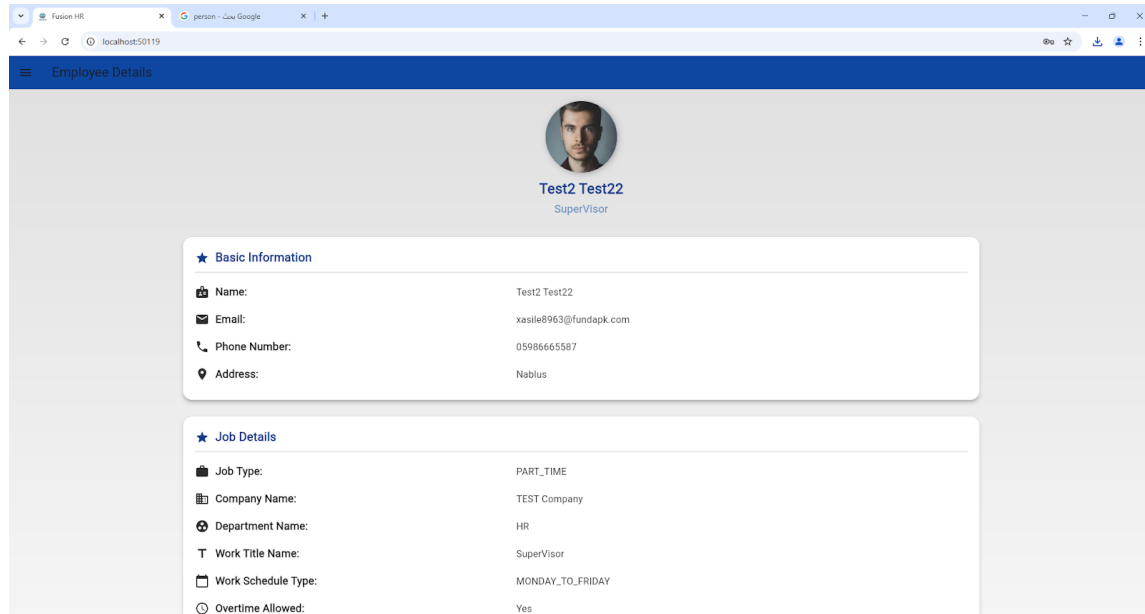 Fusion HR
person - بحث Google
localhost:50119
Employee Details
Test2 Test22
SuperVisor
Basic Information
Name: Test2 Test22
Email: xasile8963@fundapk.com
Phone Number: 05986665587
Address: Nablus
Job Details
Job Type: PART_TIME
Company Name: TEST Company
Department Name: HR
Work Title Name: SuperVisor
Work Schedule Type: MONDAY_TO_FRIDAY
Overtime Allowed: Yes